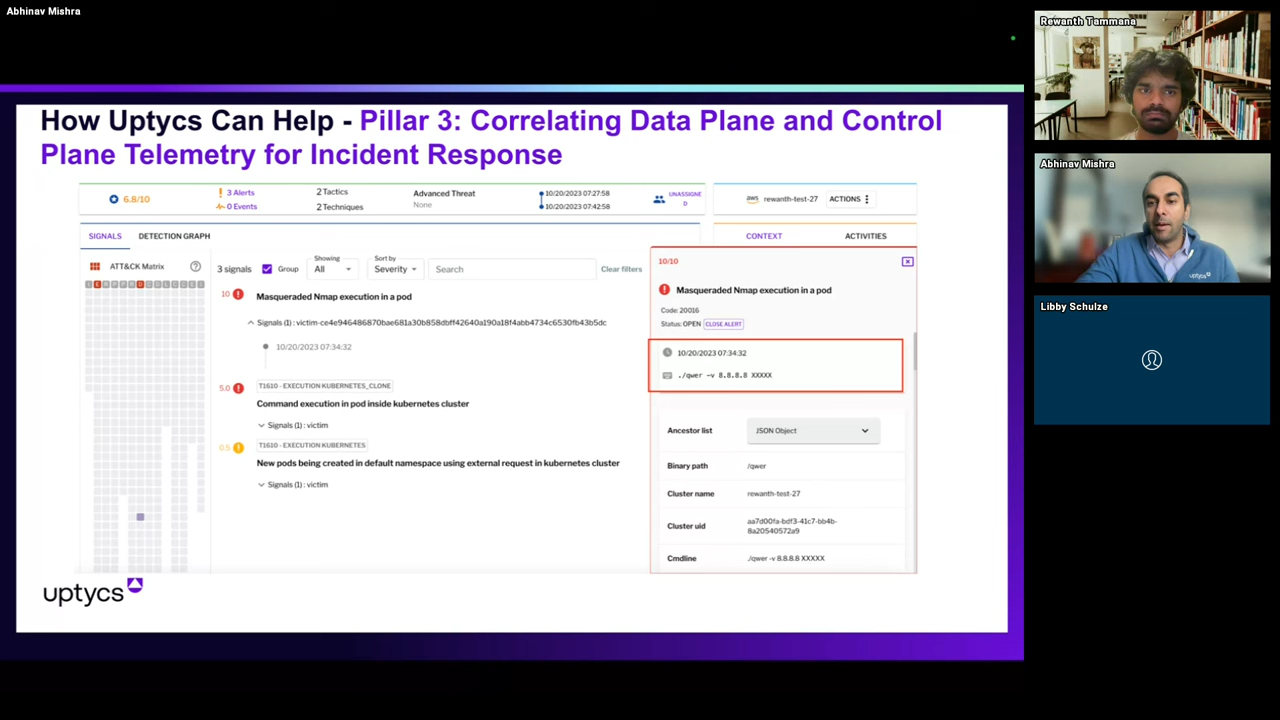 Abhinav Mishra
How Uptycs Can Help - Pillar 3: Correlating Data Plane and Control
Plane Telemetry for Incident Response
6.8/10
3 Alerts
0 Events
2 Tactics
2 Techniques
Advanced Threat
None
10/20/2023 07:27:58
10/20/2023 07:42:58
UNASSIGNE
D
aws
rewanth-test-27
ACTIONS
SIGNALS
DETECTION GRAPH
CONTEXT
ACTIVITIES
ATT&CK Matrix
3 signals
Group
Showing
All
Sort by
Severity
Search
Clear filters
10
Masqueraded Nmap execution in a pod
Signals (1) : victim-ce4e946486870bae681a30b858dbff42640a190a18f4abb4734c6530fb43b5dc
10/20/2023 07:34:32
5.0
T1610 - EXECUTION KUBERNETES_CLONE
Command execution in pod inside kubernetes cluster
Signals (1) : victim
0.5
T1610 - EXECUTION KUBERNETES
New pods being created in default namespace using external request in kubernetes cluster
Signals (1) : victim
10/10
Masqueraded Nmap execution in a pod
Code: 20016
Status: OPEN CLOSE ALERT
10/20/2023 07:34:32
./qwer -v 8.8.8.8 XXXXX
Ancestor list
JSON Object
Binary path
/qwer
Cluster name
rewanth-test-27
Cluster uid
aa7d00fa-bdf3-41c7-bb4b-
8a20540572a9
Cmdline
./qwer -v 8.8.8.8 XXXXX
uptycs
Rewanth Tammana
Abhinav Mishra
uptycs
Libby Schulze